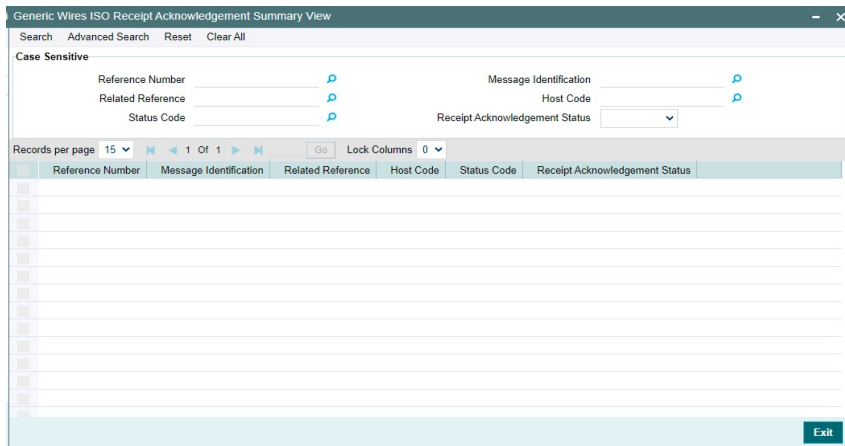 Generic Wires ISO Receipt Acknowledgement Summary View
Search Advanced Search Reset Clear All
Case Sensitive
Reference Number Message Identification
Related Reference Host Code
Status Code Receipt Acknowledgement Status
Records per page 15 1 Of 1 Go Lock Columns 0
Reference Number Message Identification Related Reference Host Code Status Code Receipt Acknowledgement Status
Exit